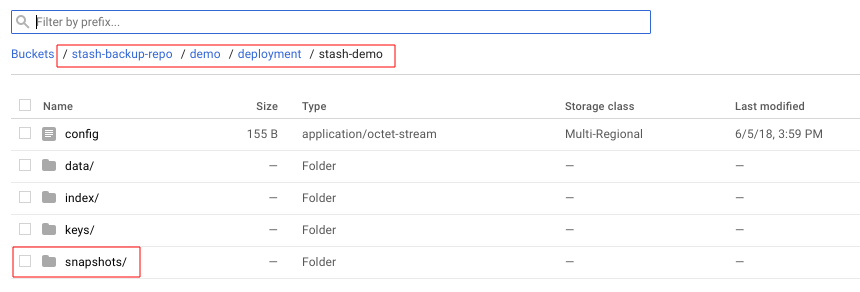 Filter by prefix...
Buckets / stash-backup-repo / demo / deployment / stash-demo
Name Size Type Storage class Last modified
config 155 B application/octet-stream Multi-Regional 6/5/18, 3:59 PM
data/ — Folder — —
index/ — Folder — —
keys/ — Folder — —
snapshots/ — Folder — —